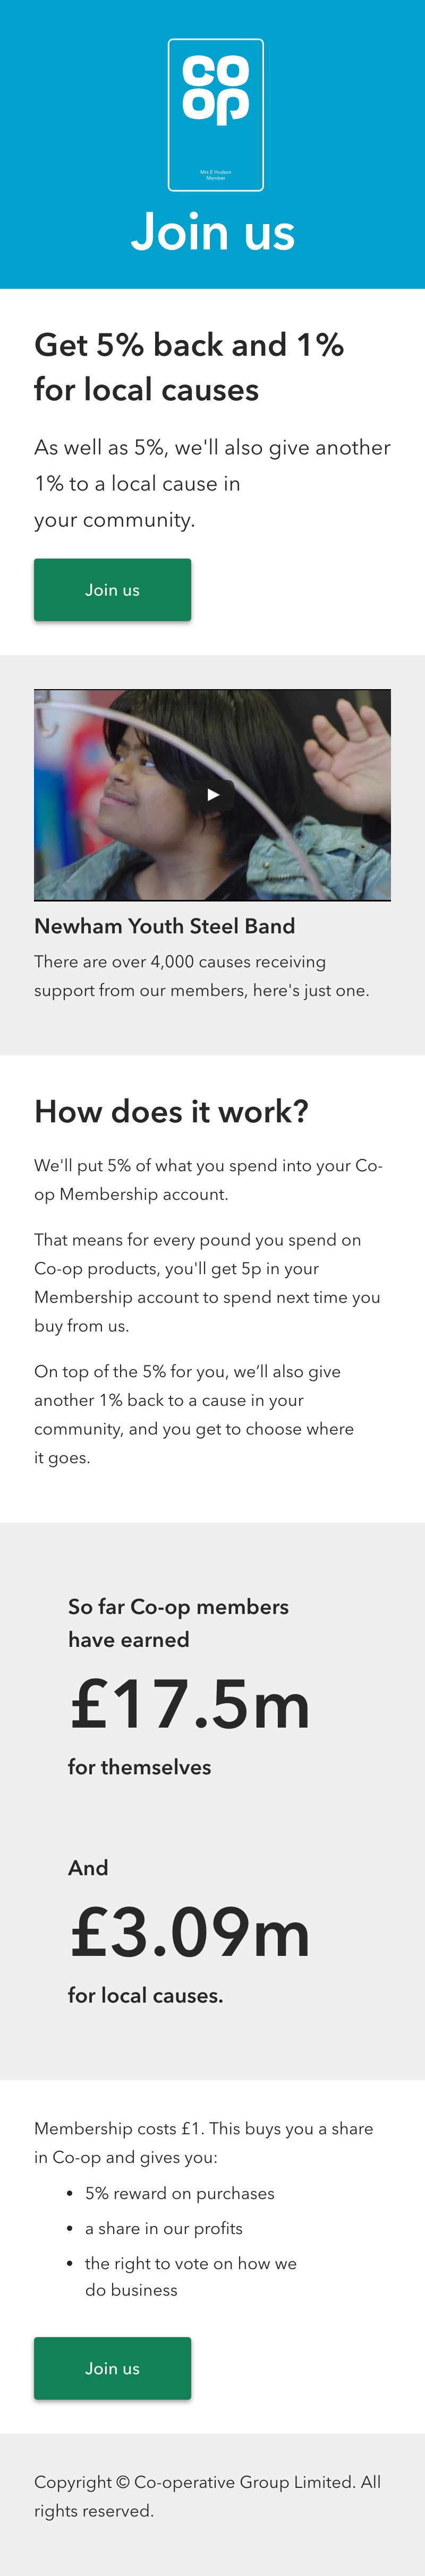 co
op
Mrs E Hudson
Member
Join us
Get 5% back and 1%
for local causes
As well as 5%, we'll also give another
1% to a local cause in
your community.
Join us
Newham Youth Steel Band
There are over 4,000 causes receiving
support from our members, here's just one.
How does it work?
We'll put 5% of what you spend into your Co-
op Membership account.
That means for every pound you spend on
Co-op products, you'll get 5p in your
Membership account to spend next time you
buy from us.
On top of the 5% for you, we’ll also give
another 1% back to a cause in your
community, and you get to choose where
it goes.
So far Co-op members
have earned
£17.5m
for themselves
And
£3.09m
for local causes.
Membership costs £1. This buys you a share
in Co-op and gives you:
• 5% reward on purchases
• a share in our profits
• the right to vote on how we
do business
Join us
Copyright © Co-operative Group Limited. All
rights reserved.